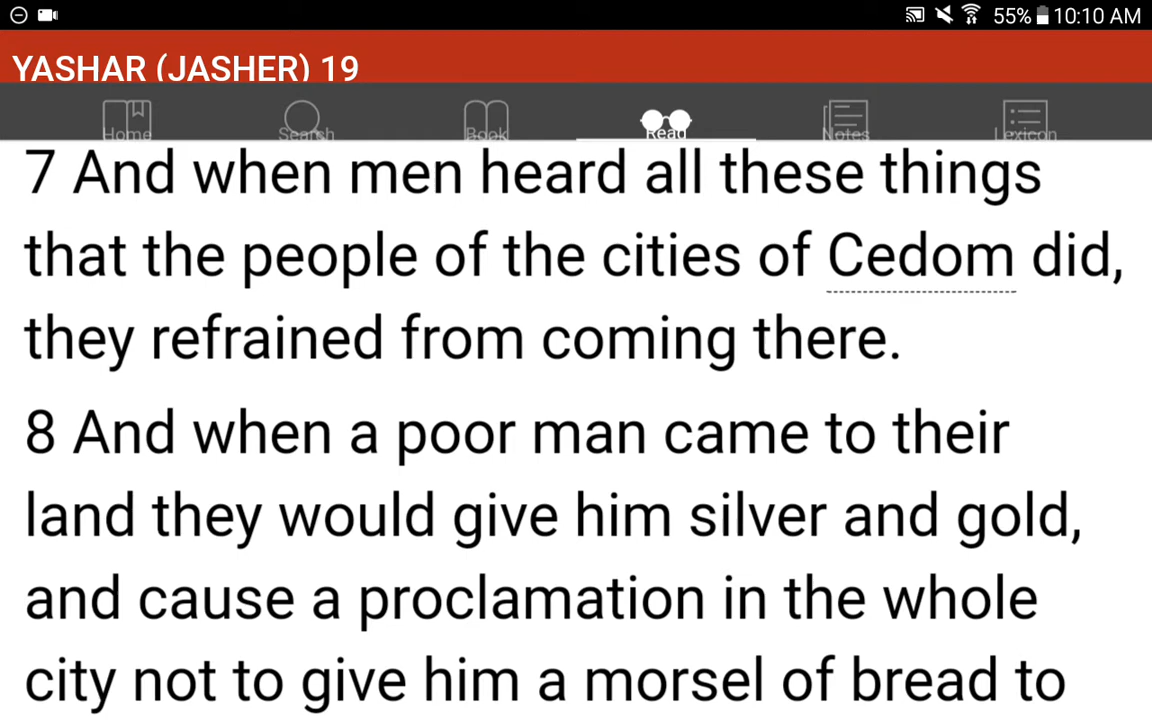 55% 10:10 AM
YASHAR (JASHER) 19
Home Search Book Read Notes Lexicon
7 And when men heard all these things
that the people of the cities of Cedom did,
they refrained from coming there.
8 And when a poor man came to their
land they would give him silver and gold,
and cause a proclamation in the whole
city not to give him a morsel of bread to